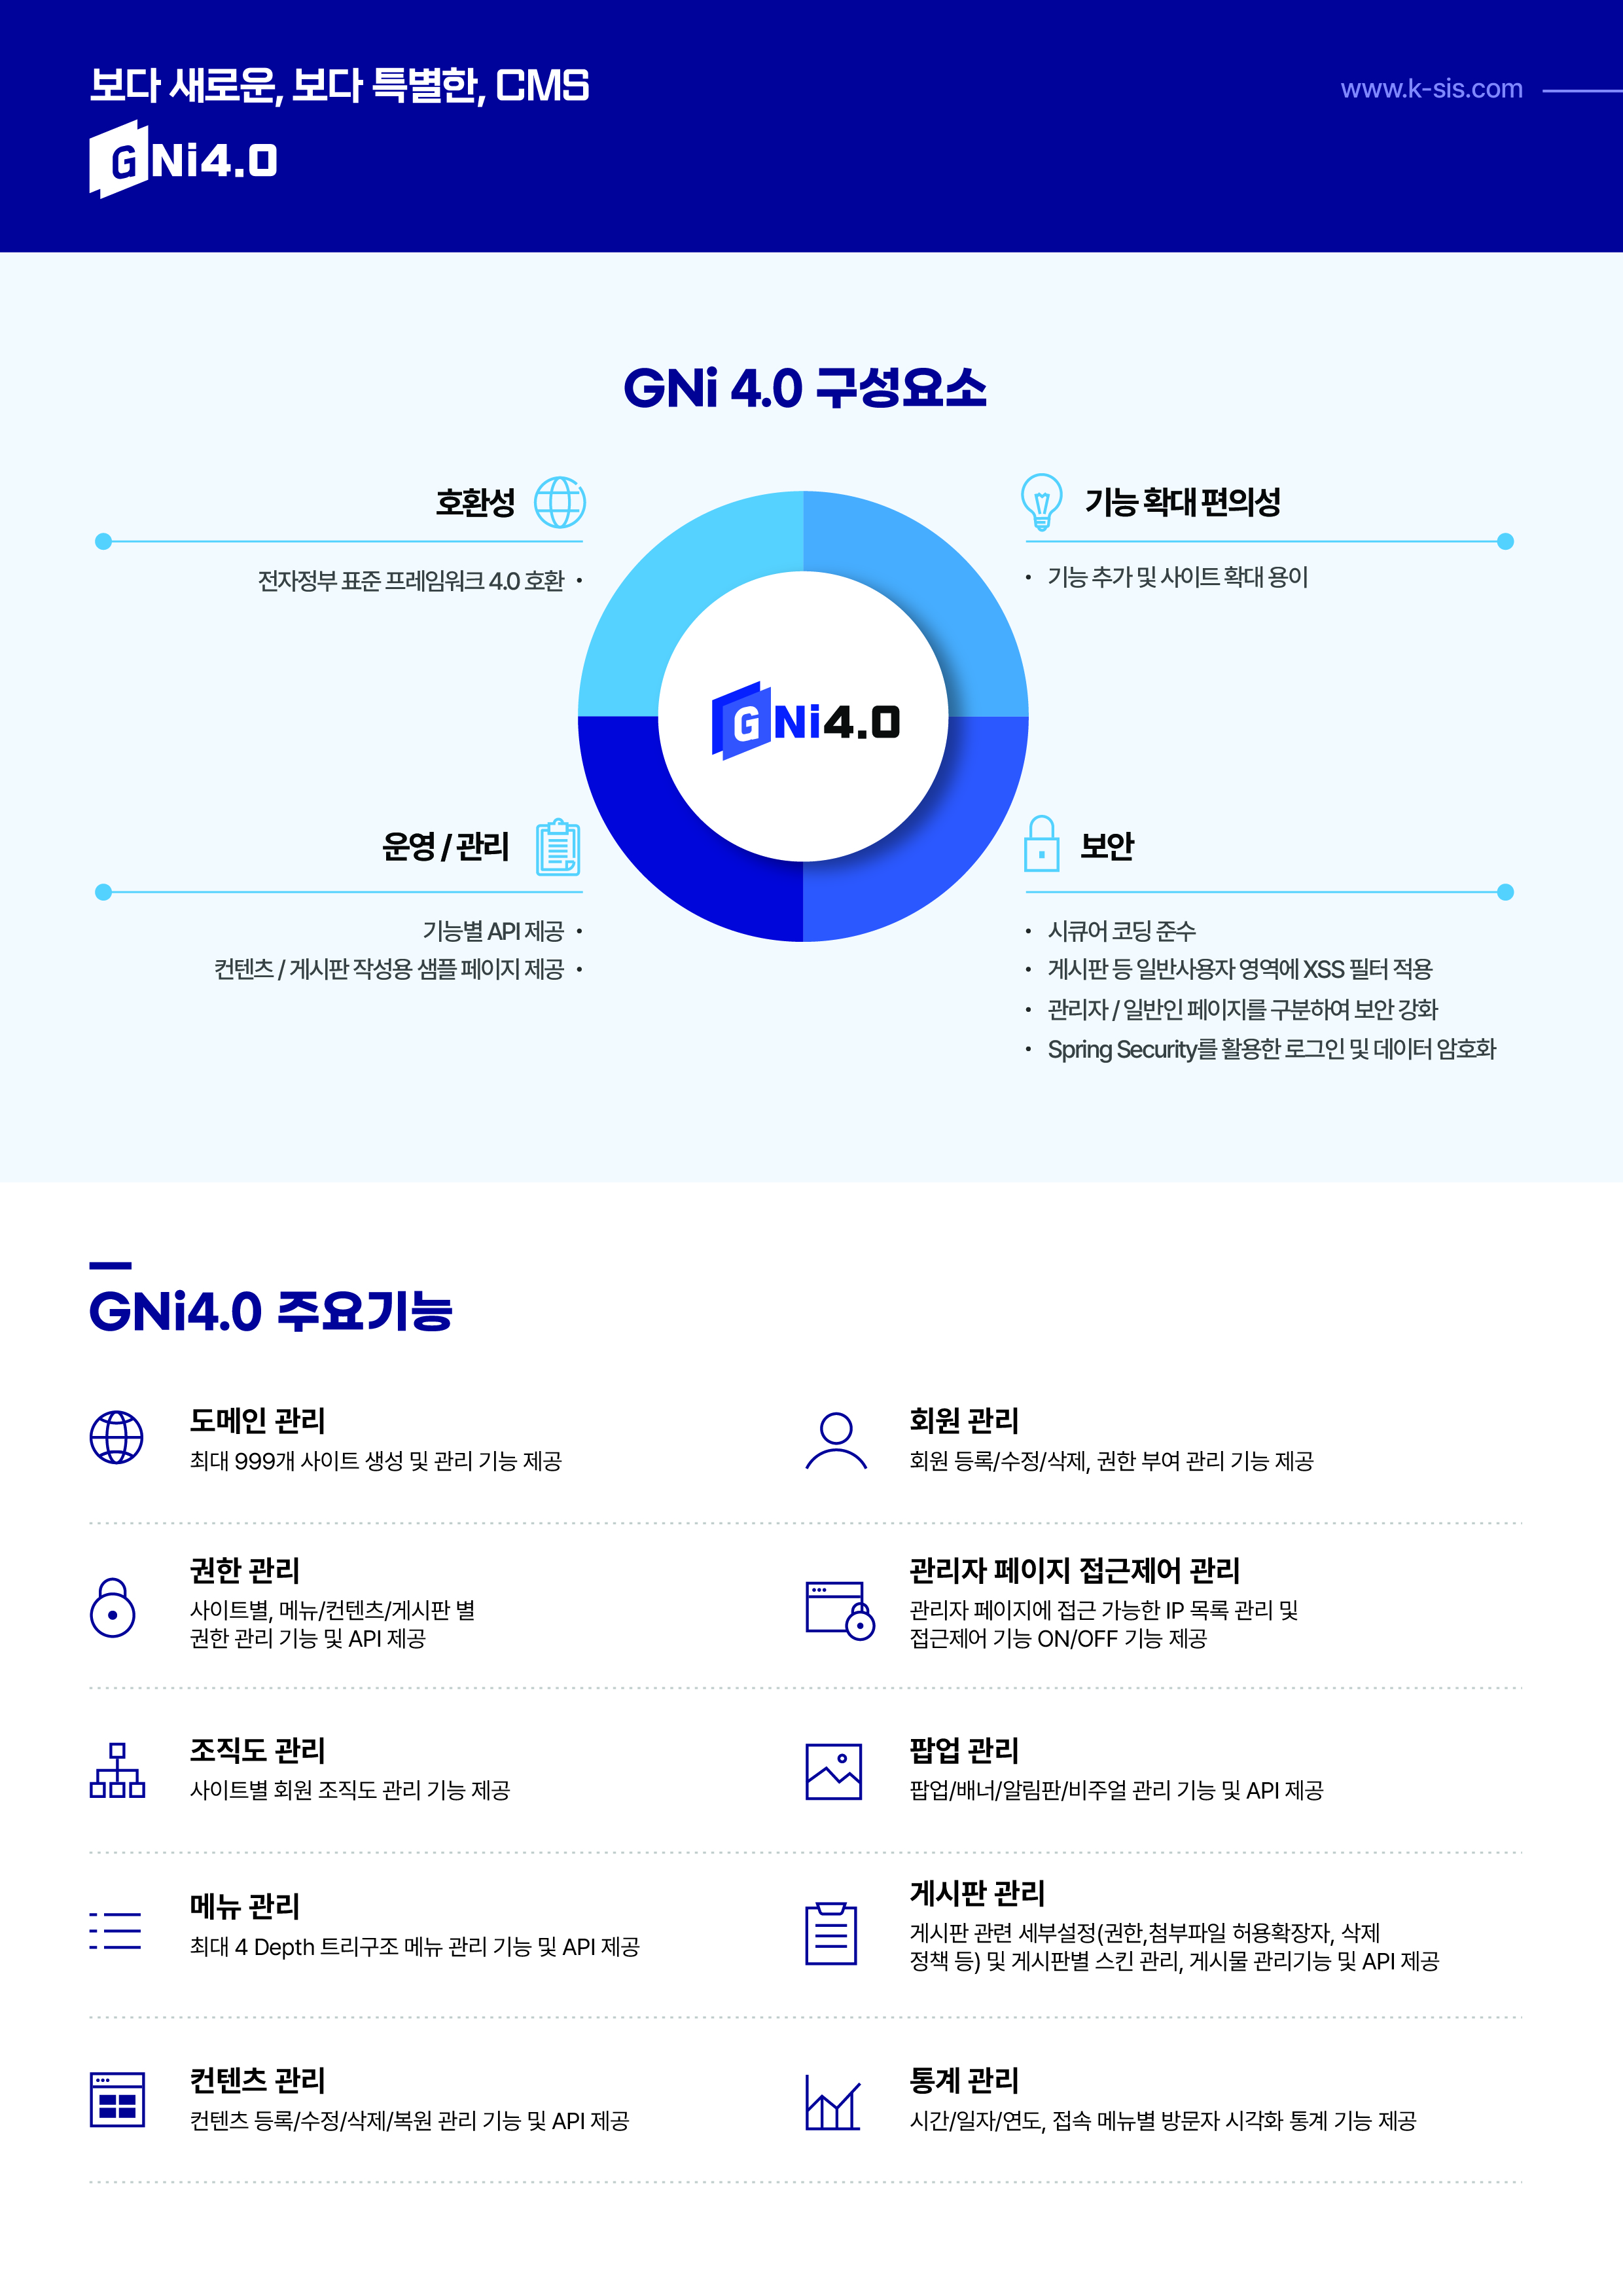 보다 새로운, 보다 특별한, CMS
www.k-sis.com
GNi4.0
GNi 4.0 구성요소
호환성
전자정부 표준 프레임워크 4.0 호환 •
기능 확대 편의성
• 기능 추가 및 사이트 확대 용이
GNi4.0
운영 / 관리
기능별 API 제공 •
컨텐츠 / 게시판 작성용 샘플 페이지 제공 •
보안
• 시큐어 코딩 준수
• 게시판 등 일반사용자 영역에 XSS 필터 적용
• 관리자 / 일반인 페이지를 구분하여 보안 강화
• Spring Security를 활용한 로그인 및 데이터 암호화
GNi4.0 주요기능
도메인 관리
최대 999개 사이트 생성 및 관리 기능 제공
회원 관리
회원 등록/수정/삭제, 권한 부여 관리 기능 제공
권한 관리
사이트별, 메뉴/컨텐츠/게시판 별
권한 관리 기능 및 API 제공
관리자 페이지 접근제어 관리
관리자 페이지에 접근 가능한 IP 목록 관리 및
접근제어 기능 ON/OFF 기능 제공
조직도 관리
사이트별 회원 조직도 관리 기능 제공
팝업 관리
팝업/배너/알림판/비주얼 관리 기능 및 API 제공
메뉴 관리
최대 4 Depth 트리구조 메뉴 관리 기능 및 API 제공
게시판 관리
게시판 관련 세부설정(권한,첨부파일 허용확장자, 삭제
정책 등) 및 게시판별 스킨 관리, 게시물 관리기능 및 API 제공
컨텐츠 관리
컨텐츠 등록/수정/삭제/복원 관리 기능 및 API 제공
통계 관리
시간/일자/연도, 접속 메뉴별 방문자 시각화 통계 기능 제공